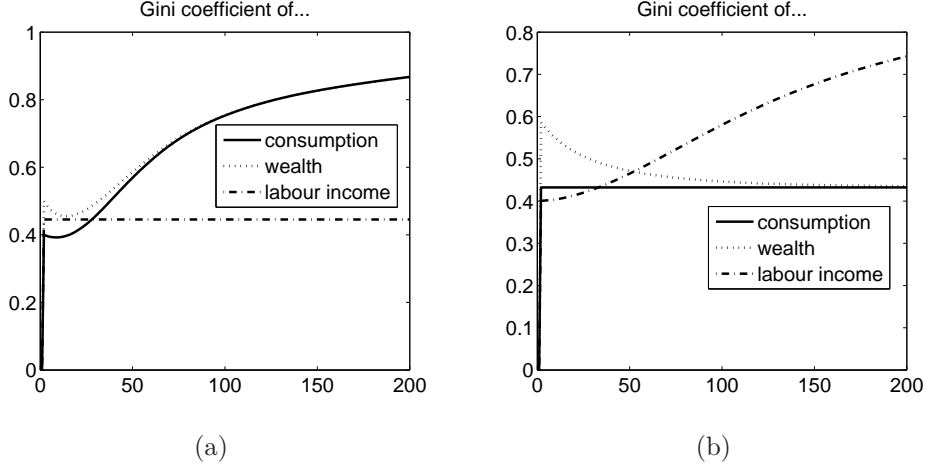 Gini coefficient of...
1
0.8
0.6
0.4
0.2
0
0 50 100 150 200
consumption
wealth
labour income
(a)
Gini coefficient of...
0.8
0.7
0.6
0.5
0.4
0.3
0.2
0.1
0
0 50 100 150 200
consumption
wealth
labour income
(b)